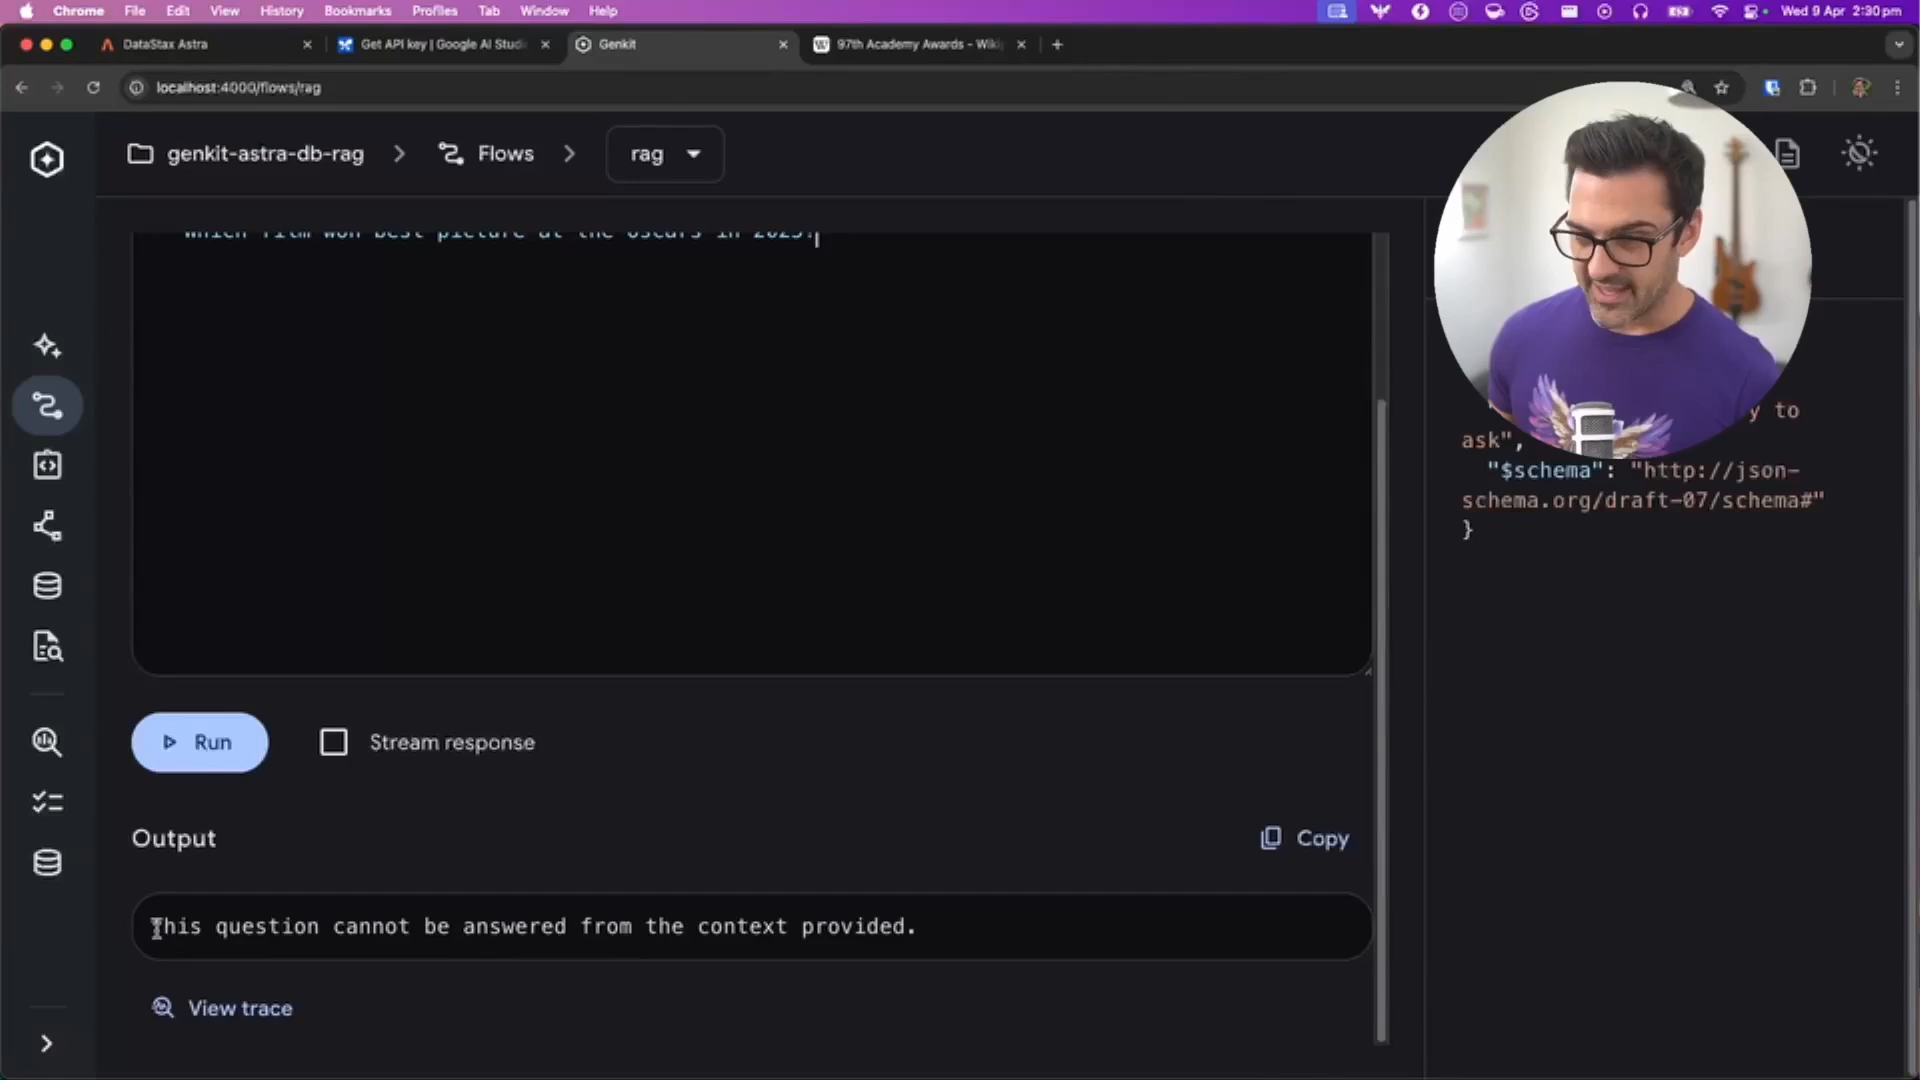 Chrome File Edit View History Bookmarks Profiles Tab Window Help Wed 9 Apr 2:30 pm
DataStax Astra
Get API key | Google AI Studi
Genkit
97th Academy Awards - Wiki
localhost:4000/flows/rag
genkit-astra-db-rag > Flows > rag
which film won best picture at the oscars in 2025?
y to
ask",
"$schema": "http://json-
schema.org/draft-07/schema#"
}
Run
Stream response
Output
Copy
This question cannot be answered from the context provided.
View trace